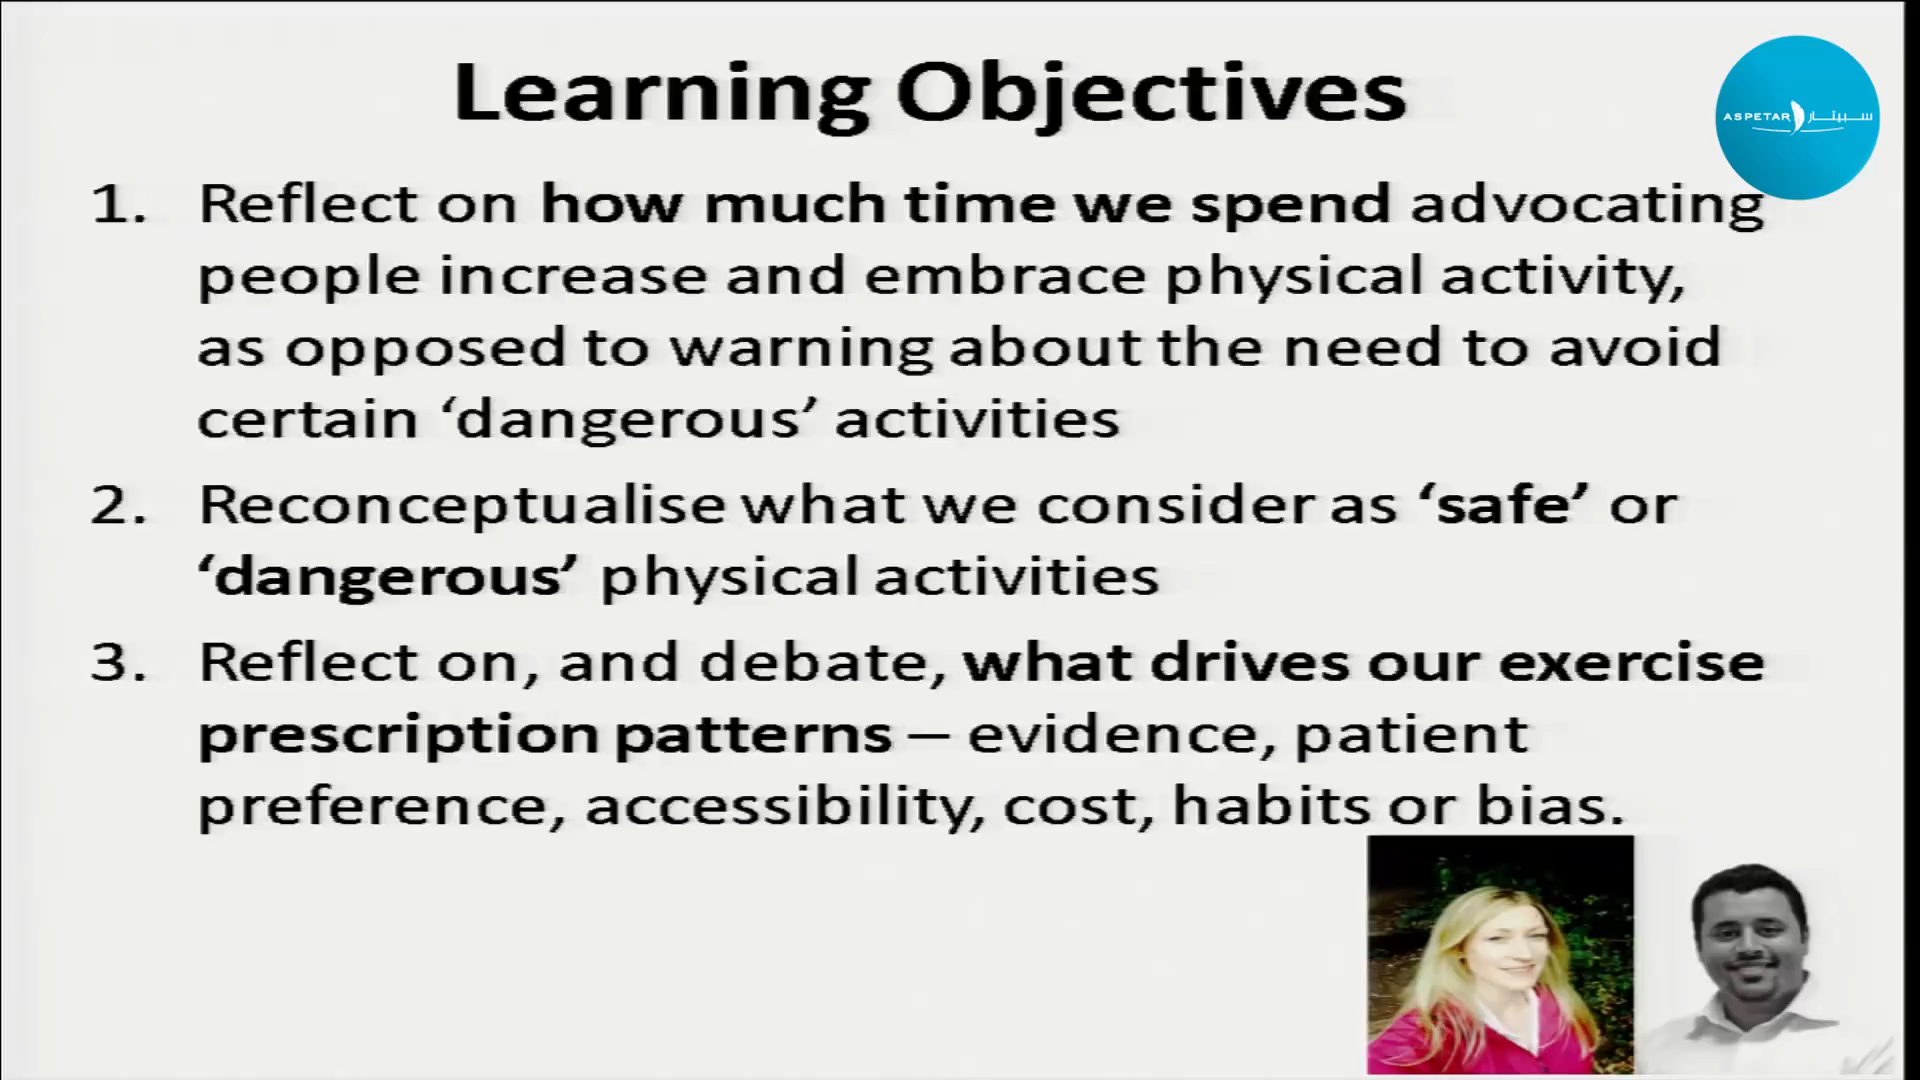 Learning Objectives
ASPETAR سبيتار
1. Reflect on how much time we spend advocating
people increase and embrace physical activity,
as opposed to warning about the need to avoid
certain ‘dangerous’ activities
2. Reconceptualise what we consider as ‘safe’ or
‘dangerous’ physical activities
3. Reflect on, and debate, what drives our exercise
prescription patterns – evidence, patient
preference, accessibility, cost, habits or bias.